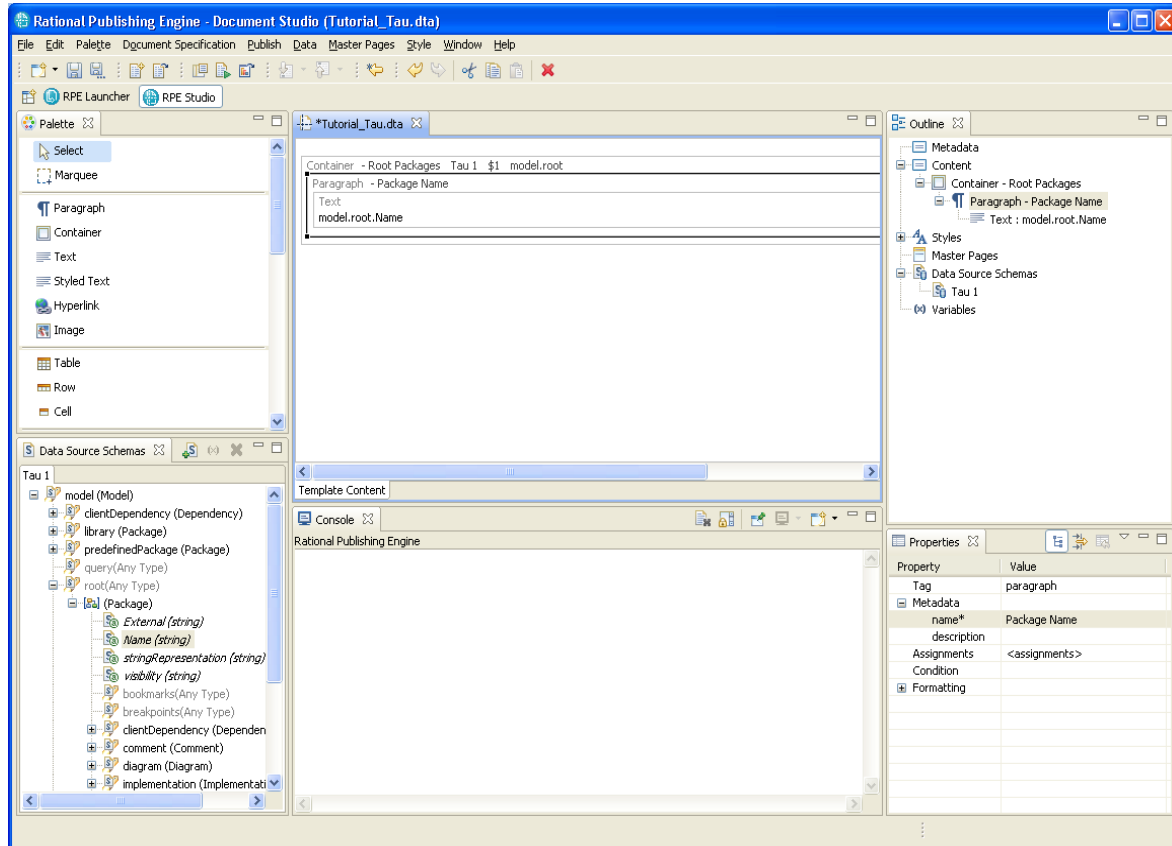 Rational Publishing Engine - Document Studio (Tutorial_Tau.dta)
File Edit Palette Document Specification Publish Data Master Pages Style Window Help
RPE Launcher RPE Studio
Palette
Select
Marquee
Paragraph
Container
Text
Styled Text
Hyperlink
Image
Table
Row
Cell
*Tutorial_Tau.dta
Container - Root Packages Tau 1 $1 model.root
Paragraph - Package Name
Text
model.root.Name
Template Content
Outline
Metadata
Content
Container - Root Packages
Paragraph - Package Name
Text : model.root.Name
Styles
Master Pages
Data Source Schemas
Tau 1
Variables
Data Source Schemas
Tau 1
model (Model)
clientDependency (Dependency)
library (Package)
predefinedPackage (Package)
query(Any Type)
root(Any Type)
(Package)
External (string)
Name (string)
stringRepresentation (string)
visibility (string)
bookmarks(Any Type)
breakpoints(Any Type)
clientDependency (Dependen
comment (Comment)
diagram (Diagram)
implementation (Implementati
Console
Rational Publishing Engine
Properties
Property Value
Tag paragraph
Metadata
name* Package Name
description
Assignments <assignments>
Condition
Formatting